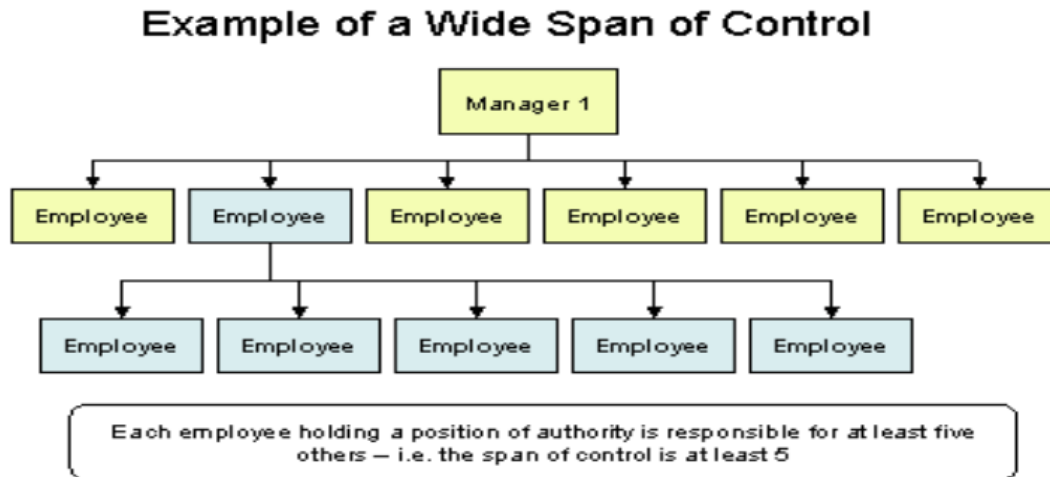 Example of a Wide Span of Control
Manager 1
Employee
Employee
Employee
Employee
Employee
Employee
Employee
Employee
Employee
Employee
Employee
Each employee holding a position of authority is responsible for at least five
others – i.e. the span of control is at least 5